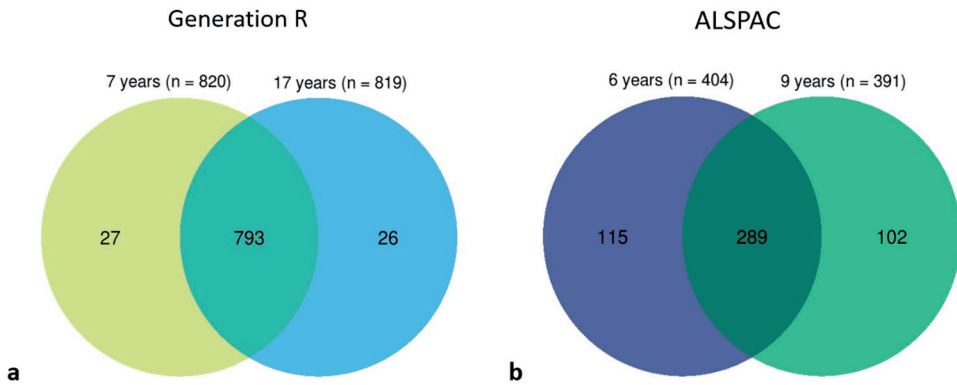 Generation R
7 years (n = 820) 17 years (n = 819)
27 793 26
a
ALSPAC
6 years (n = 404) 9 years (n = 391)
115 289 102
b